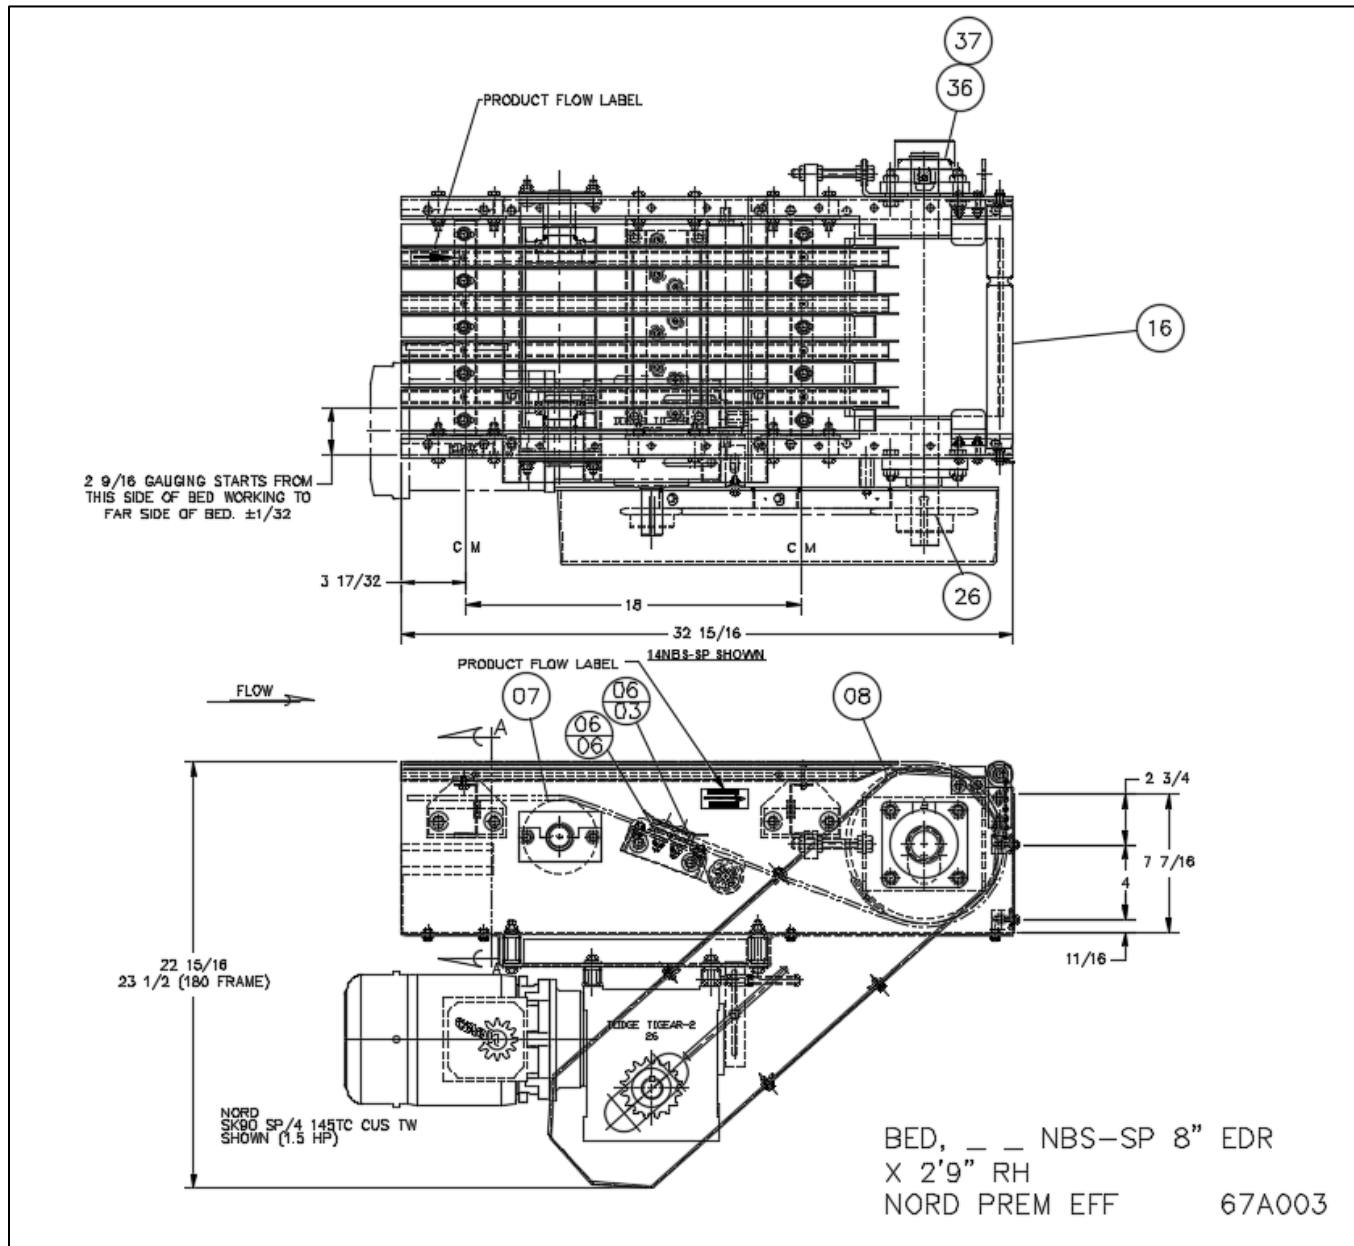 37
36
PRODUCT FLOW LABEL
16
2 9/16 GAUGING STARTS FROM
THIS SIDE OF BED WORKING TO
FAR SIDE OF BED. ±1/32
C M
C M
3 17/32
26
18
32 15/16
14NBS-SP SHOWN
PRODUCT FLOW LABEL
FLOW
07
06
03
06
06
08
A
2 3/4
7 7/16
4
11/16
22 15/16
23 1/2 (180 FRAME)
DODGE TIGEAR-2
26
NORD
SK90 SP/4 145TC CUS TW
SHOWN (1.5 HP)
BED, _ _ NBS-SP 8" EDR
X 2'9" RH
NORD PREM EFF 67A003